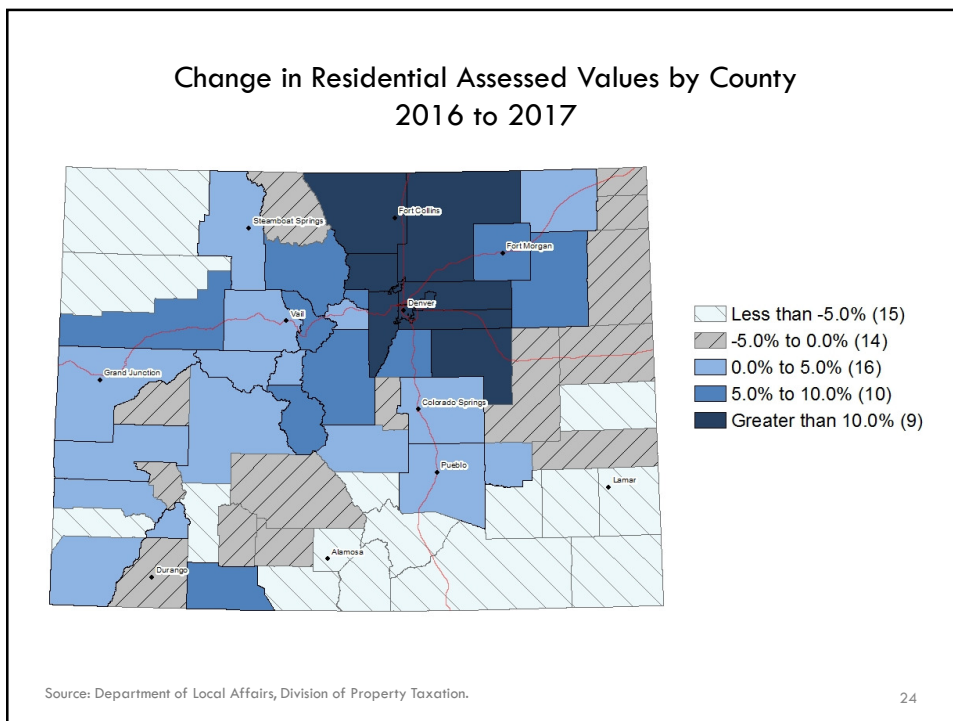 Change in Residential Assessed Values by County
2016 to 2017
Steamboat Springs
Fort Collins
Fort Morgan
Denver
Vail
Grand Junction
Colorado Springs
Pueblo
Lamar
Alamosa
Durango
Less than -5.0% (15)
-5.0% to 0.0% (14)
0.0% to 5.0% (16)
5.0% to 10.0% (10)
Greater than 10.0% (9)
Source: Department of Local Affairs, Division of Property Taxation.
24